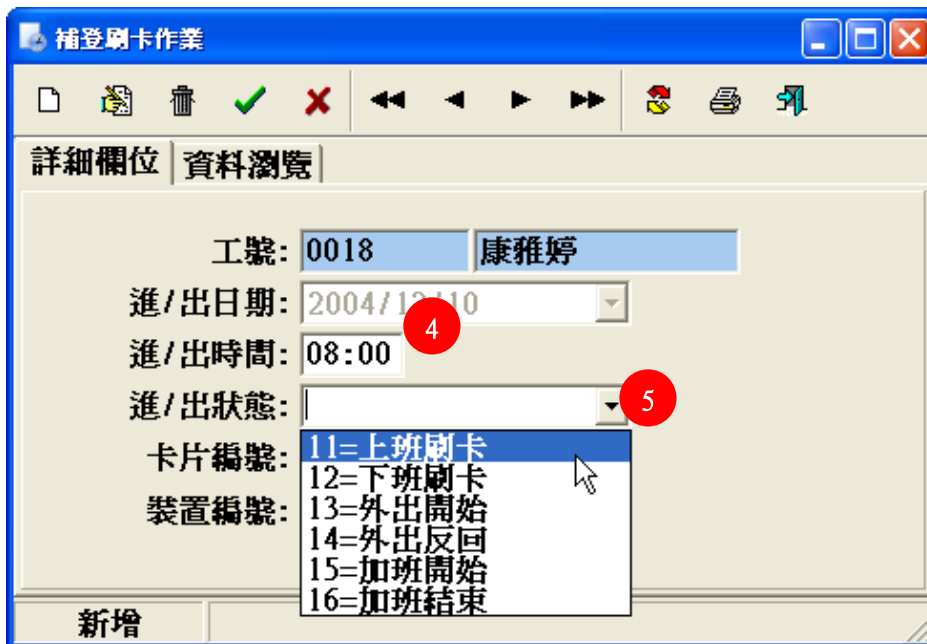 補登刷卡作業
詳細欄位 資料瀏覽
工號: 0018 康雅婷
進/出日期: 2004/12/10
4
進/出時間: 08:00
進/出狀態:
5
11=上班刷卡
卡片編號:
12=下班刷卡
裝置編號:
13=外出開始
14=外出反回
15=加班開始
16=加班結束
新增